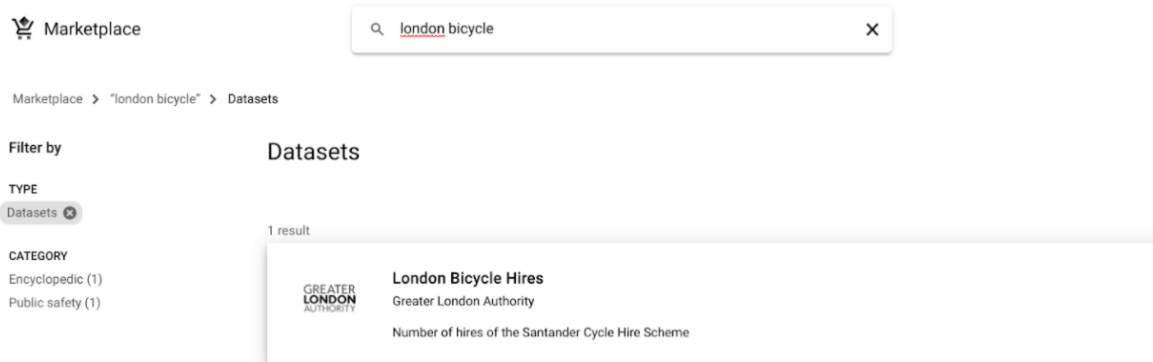 Marketplace
london bicycle
Marketplace > "london bicycle" > Datasets
Filter by
Datasets
TYPE
Datasets
1 result
CATEGORY
Encyclopedic (1)
Public safety (1)
GREATER
LONDON
AUTHORITY
London Bicycle Hires
Greater London Authority
Number of hires of the Santander Cycle Hire Scheme